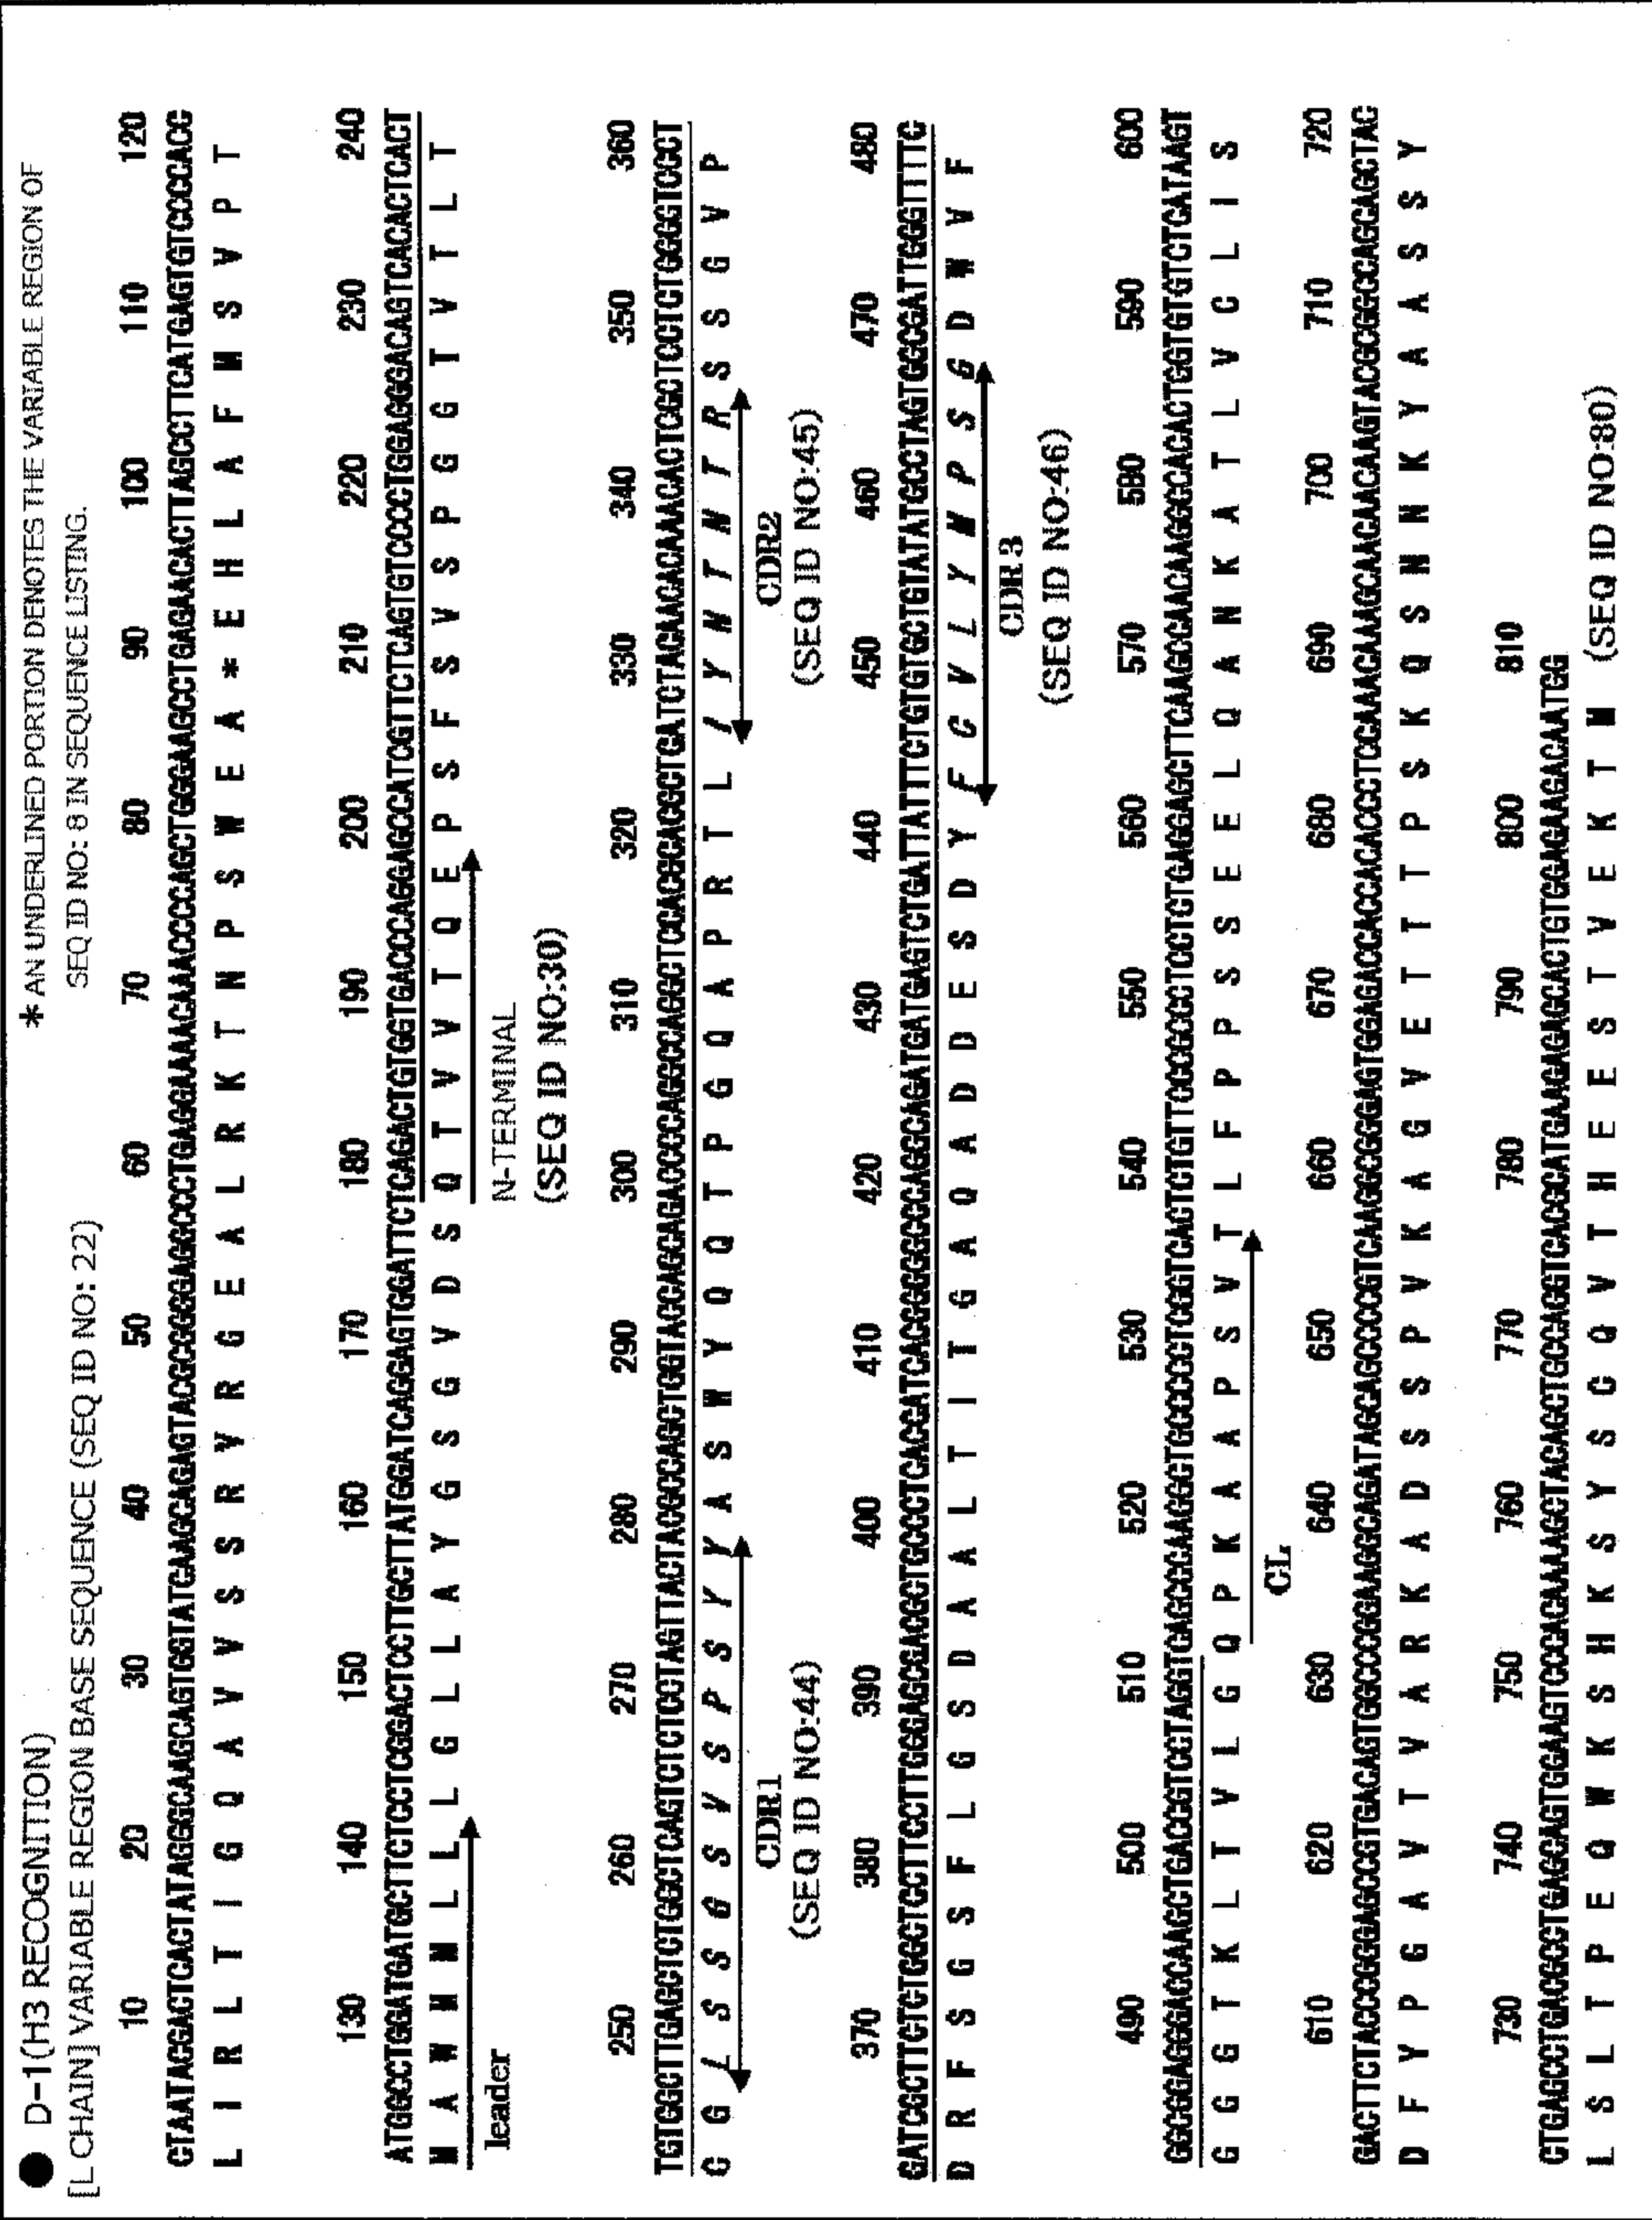 ● D-1(H3 RECOGNITION)
* AN UNDERLINED PORTION DENOTES THE VARIABLE REGION OF
SEQ ID NO: 8 IN SEQUENCE LISTING.
[L CHAIN] VARIABLE REGION BASE SEQUENCE (SEQ ID NO: 22)
10 20 30 40 50 60 70 80 90 100 110 120
CTAATACGACTCACTATAGGGCAAGCAGTGGTATCAAGCAGAGTACGCGGGGAGGCCCTGAGGAAAACAAACCCCAGCTGGGAAGCCTGAGAACACTTAGCCTTCATGAGTGTCCCCACC
L I R L T I G Q A V V S S R V R G E A L R K T N P S W E A * E H L A F M S V P T
130 140 150 160 170 180 190 200 210 220 230 240
ATGGCCTGGATGATGCTTCTCCTCGGACTCCTTGCTTATGGATCAGGAGTGGATTCTCAGACTGTGGTGACCCAGGAGCCATCGTTCTCAGTGTCCCCTGGAGGGACAGTCACACTCACT
M A W M M L L L G L L A Y G S G V D S Q T V V T Q E P S F S V S P G G T V T L T
leader
N-TERMINAL
(SEQ ID NO:30)
250 260 270 280 290 300 310 320 330 340 350 360
TGTGGCTTGAGCTCTGGCTCAGTCTCTCCTAGTTACTACGCCAGCTGGTACCAGCAGACCCCAGGCCAGGCTCCACGCACGCTGATCTACAACACAAACACTCGCTCCTCTGGGGTCCCT
C G L S S G S V S P S Y Y A S W Y Q Q T P G Q A P R T L I Y N T N T R S S G V P
CDR1
(SEQ ID NO:44)
CDR2
(SEQ ID NO:45)
370 380 390 400 410 420 430 440 450 460 470 480
GATCGCTTCTCTGGCTCCTTCCTTGGGAGCGACGCTGCCCTGACCATCACGGGGGCCCAGGCAGATGATGAGTCTGATTATTTCTGTGTGCTGTATATGCCTAGTGGCGATTGGGTTTTC
D R F S G S F L G S D A A L T I T G A Q A D D E S D Y F C V L Y M P S G D W V F
CDR3
(SEQ ID NO:46)
490 500 510 520 530 540 550 560 570 580 590 600
GGCGGAGGGACCAAGCTGACCGTCCTAGGTCAGCCCAAGGCTGCCCCCTCGGTCACTCTGTTCCCGCCCTCCTCTGAGGAGCTTCAAGCCAACAAGGCCACACTGGTGTGTCTCATAAGT
G G G T K L T V L G Q P K A A P S V T L F P P S S E E L Q A N K A T L V C L I S
CL
610 620 630 640 650 660 670 680 690 700 710 720
GACTTCTACCCGGGAGCCGTGACAGTGGCCCGGAAGGCAGATAGCAGCCCCGTCAAGGCGGGAGTGGAGACCACCACACCCTCCAAACAAAGCAACAACAAGTACGCGGCCAGCAGCTAC
D F Y P G A V T V A R K A D S S P V K A G V E T T T P S K Q S N N K Y A A S S Y
730 740 750 760 770 780 790 800 810
CTGAGCCTGACGCCTGAGCAGTGGAAGTCCCACAAAAGCTACAGCTGCCAGGTCACGCATGAAGAGAGCACTGTGGAGAAGACAATGG
L S L T P E Q W K S H K S Y S C Q V T H E E S T V E K T M (SEQ ID NO:80)